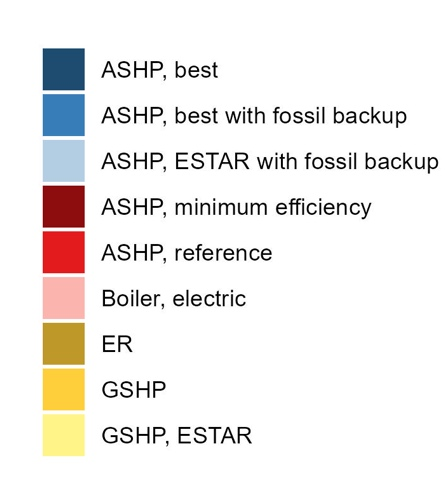 ASHP, best
ASHP, best with fossil backup
ASHP, ESTAR with fossil backup
ASHP, minimum efficiency
ASHP, reference
Boiler, electric
ER
GSHP
GSHP, ESTAR